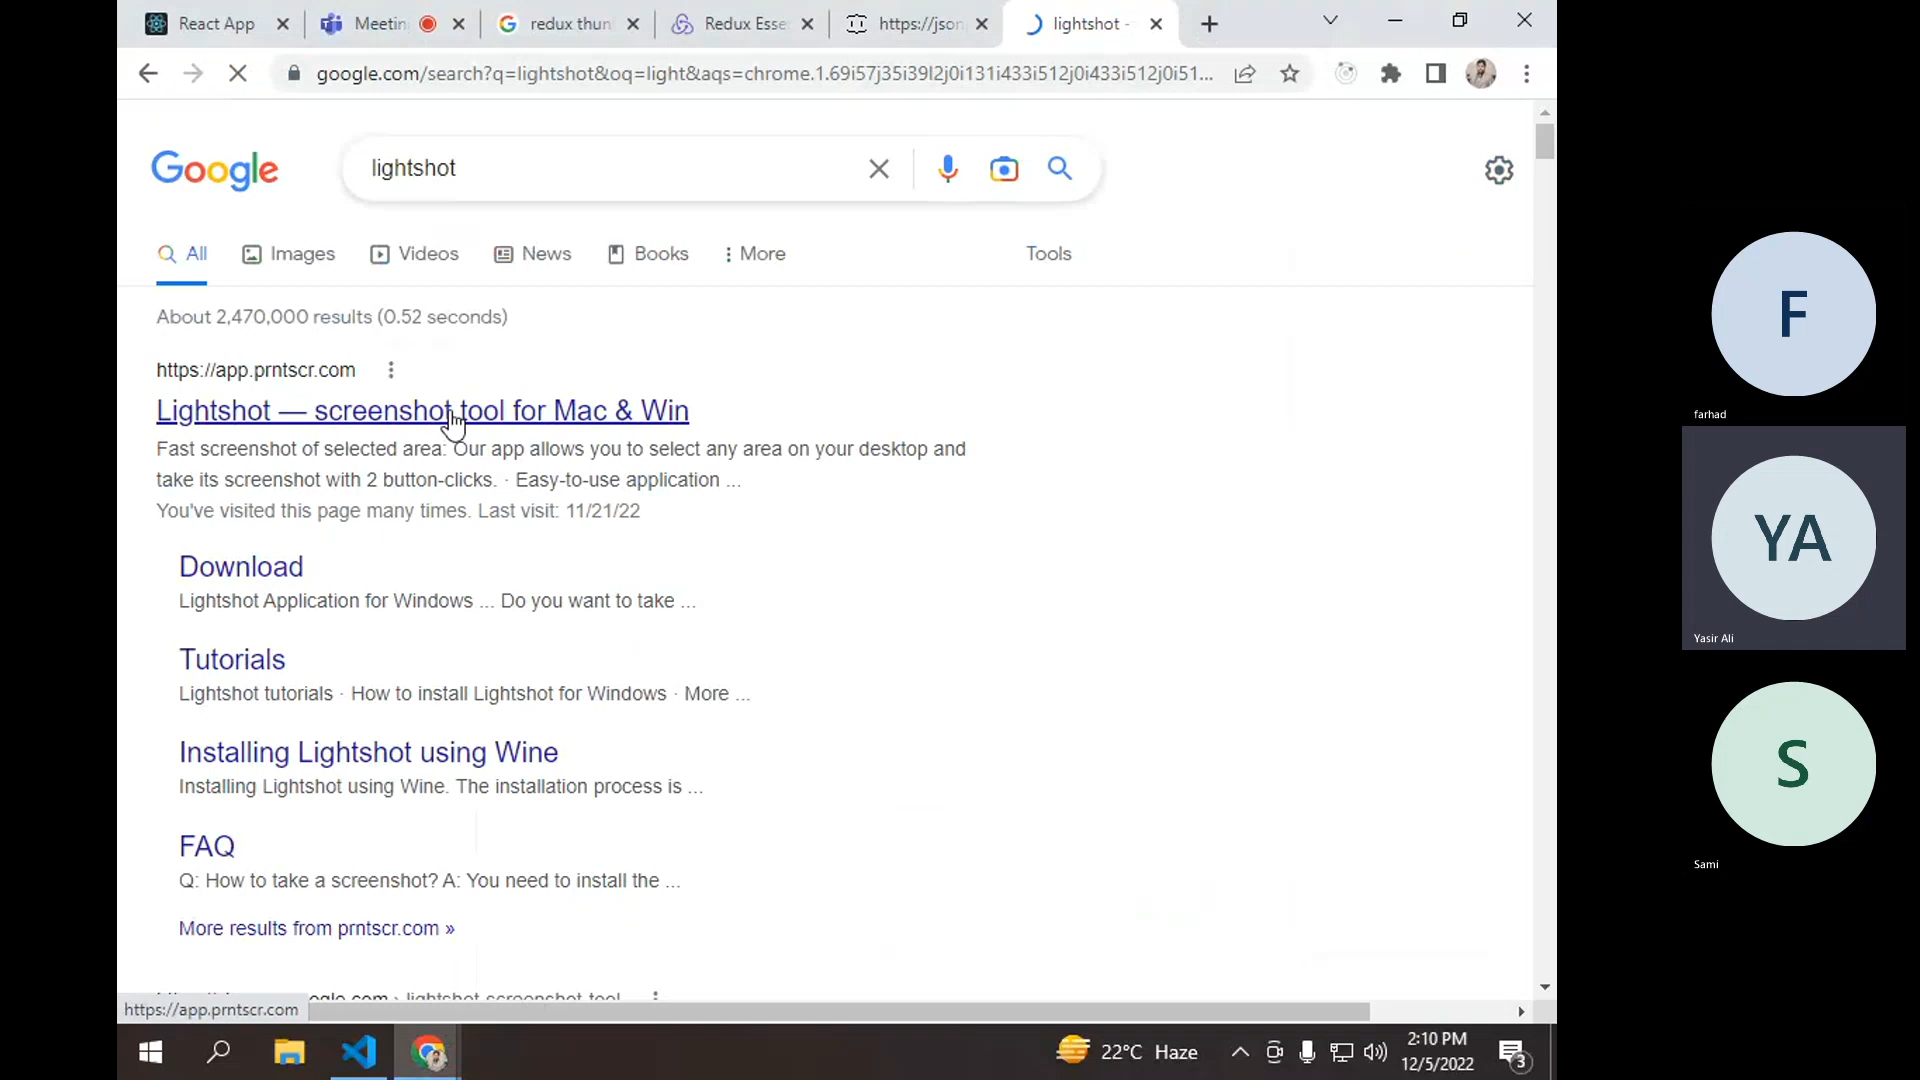 React App
Meetin
redux thun
Redux Esse
https://json
lightshot -
google.com/search?q=lightshot&oq=light&aqs=chrome.1.69i57j35i39l2j0i131i433i512j0i433i512j0i51...
Google
lightshot
All
Images
Videos
News
Books
More
Tools
About 2,470,000 results (0.52 seconds)
https://app.prntscr.com
Lightshot — screenshot tool for Mac & Win
Fast screenshot of selected area: Our app allows you to select any area on your desktop and
take its screenshot with 2 button-clicks. · Easy-to-use application ...
You've visited this page many times. Last visit: 11/21/22
Download
Lightshot Application for Windows ... Do you want to take ...
Tutorials
Lightshot tutorials · How to install Lightshot for Windows · More ...
Installing Lightshot using Wine
Installing Lightshot using Wine. The installation process is ...
FAQ
Q: How to take a screenshot? A: You need to install the ...
More results from prntscr.com »
ogle.com › lightshot-screenshot-tool
https://app.prntscr.com
22°C Haze
2:10 PM
12/5/2022
3
F
farhad
YA
Yasir Ali
S
Sami